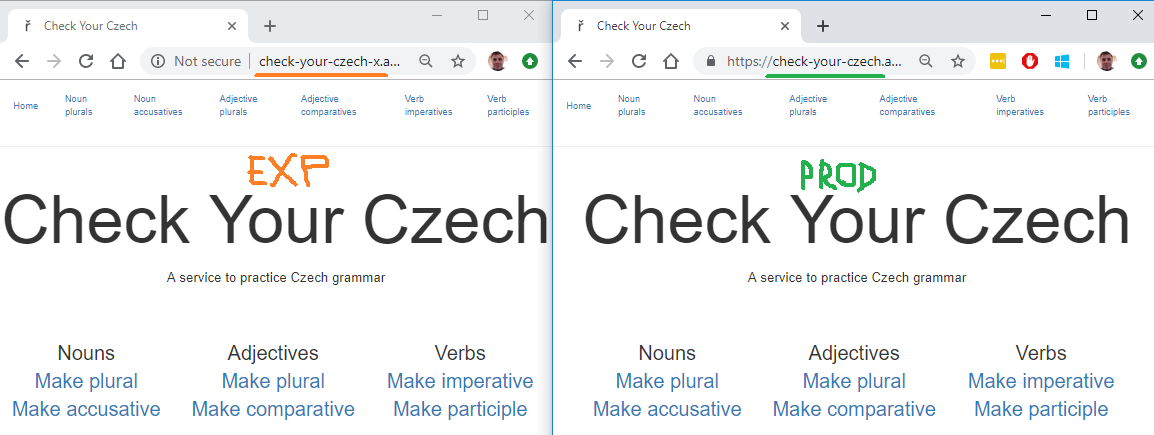 ř Check Your Czech
Not secure check-your-czech-x.a...
Home Noun plurals Noun accusatives Adjective plurals Adjective comparatives Verb imperatives Verb participles
EXP
Check Your Czech
A service to practice Czech grammar
Nouns Adjectives Verbs
Make plural Make plural Make imperative
Make accusative Make comparative Make participle
ř Check Your Czech
https://check-your-czech.a...
Home Noun plurals Noun accusatives Adjective plurals Adjective comparatives Verb imperatives Verb participles
PROD
Check Your Czech
A service to practice Czech grammar
Nouns Adjectives Verbs
Make plural Make plural Make imperative
Make accusative Make comparative Make participle